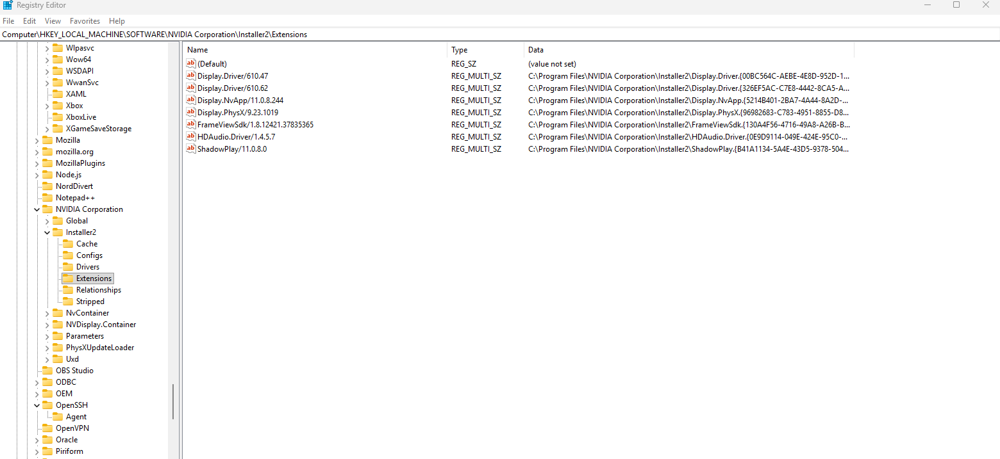 Registry Editor
File Edit View Favorites Help
Computer\HKEY_LOCAL_MACHINE\SOFTWARE\NVIDIA Corporation\Installer2\Extensions
Wlpasvc
Wow64
WSDAPI
WwanSvc
XAML
Xbox
XboxLive
XGameSaveStorage
Mozilla
mozilla.org
MozillaPlugins
Node.js
NordDivert
Notepad++
NVIDIA Corporation
Global
Installer2
Cache
Configs
Drivers
Extensions
Relationships
Stripped
NvContainer
NVDisplay.Container
Parameters
PhysXUpdateLoader
Uxd
OBS Studio
ODBC
OEM
OpenSSH
Agent
OpenVPN
Oracle
Piriform
Name Type Data
ab (Default) REG_SZ (value not set)
ab Display.Driver/610.47 REG_MULTI_SZ C:\Program Files\NVIDIA Corporation\Installer2\Display.Driver.{00BC564C-AEBE-4E8D-952D-1...
ab Display.Driver/610.62 REG_MULTI_SZ C:\Program Files\NVIDIA Corporation\Installer2\Display.Driver.{326EF5AC-C7E8-4442-8CA5-A...
ab Display.NvApp/11.0.8.244 REG_MULTI_SZ C:\Program Files\NVIDIA Corporation\Installer2\Display.NvApp.{5214B401-2BA7-4A44-8A2D-...
ab Display.PhysX/9.23.1019 REG_MULTI_SZ C:\Program Files\NVIDIA Corporation\Installer2\Display.PhysX.{96982683-C783-4951-8855-D8...
ab FrameViewSdk/1.8.12421.37835365 REG_MULTI_SZ C:\Program Files\NVIDIA Corporation\Installer2\FrameViewSdk.{130A4F56-4716-49A8-A26B-B...
ab HDAudio.Driver/1.4.5.7 REG_MULTI_SZ C:\Program Files\NVIDIA Corporation\Installer2\HDAudio.Driver.{0E9D9114-049E-424E-95C0-...
ab ShadowPlay/11.0.8.0 REG_MULTI_SZ C:\Program Files\NVIDIA Corporation\Installer2\ShadowPlay.{B41A1134-5A4E-43D5-9378-504...